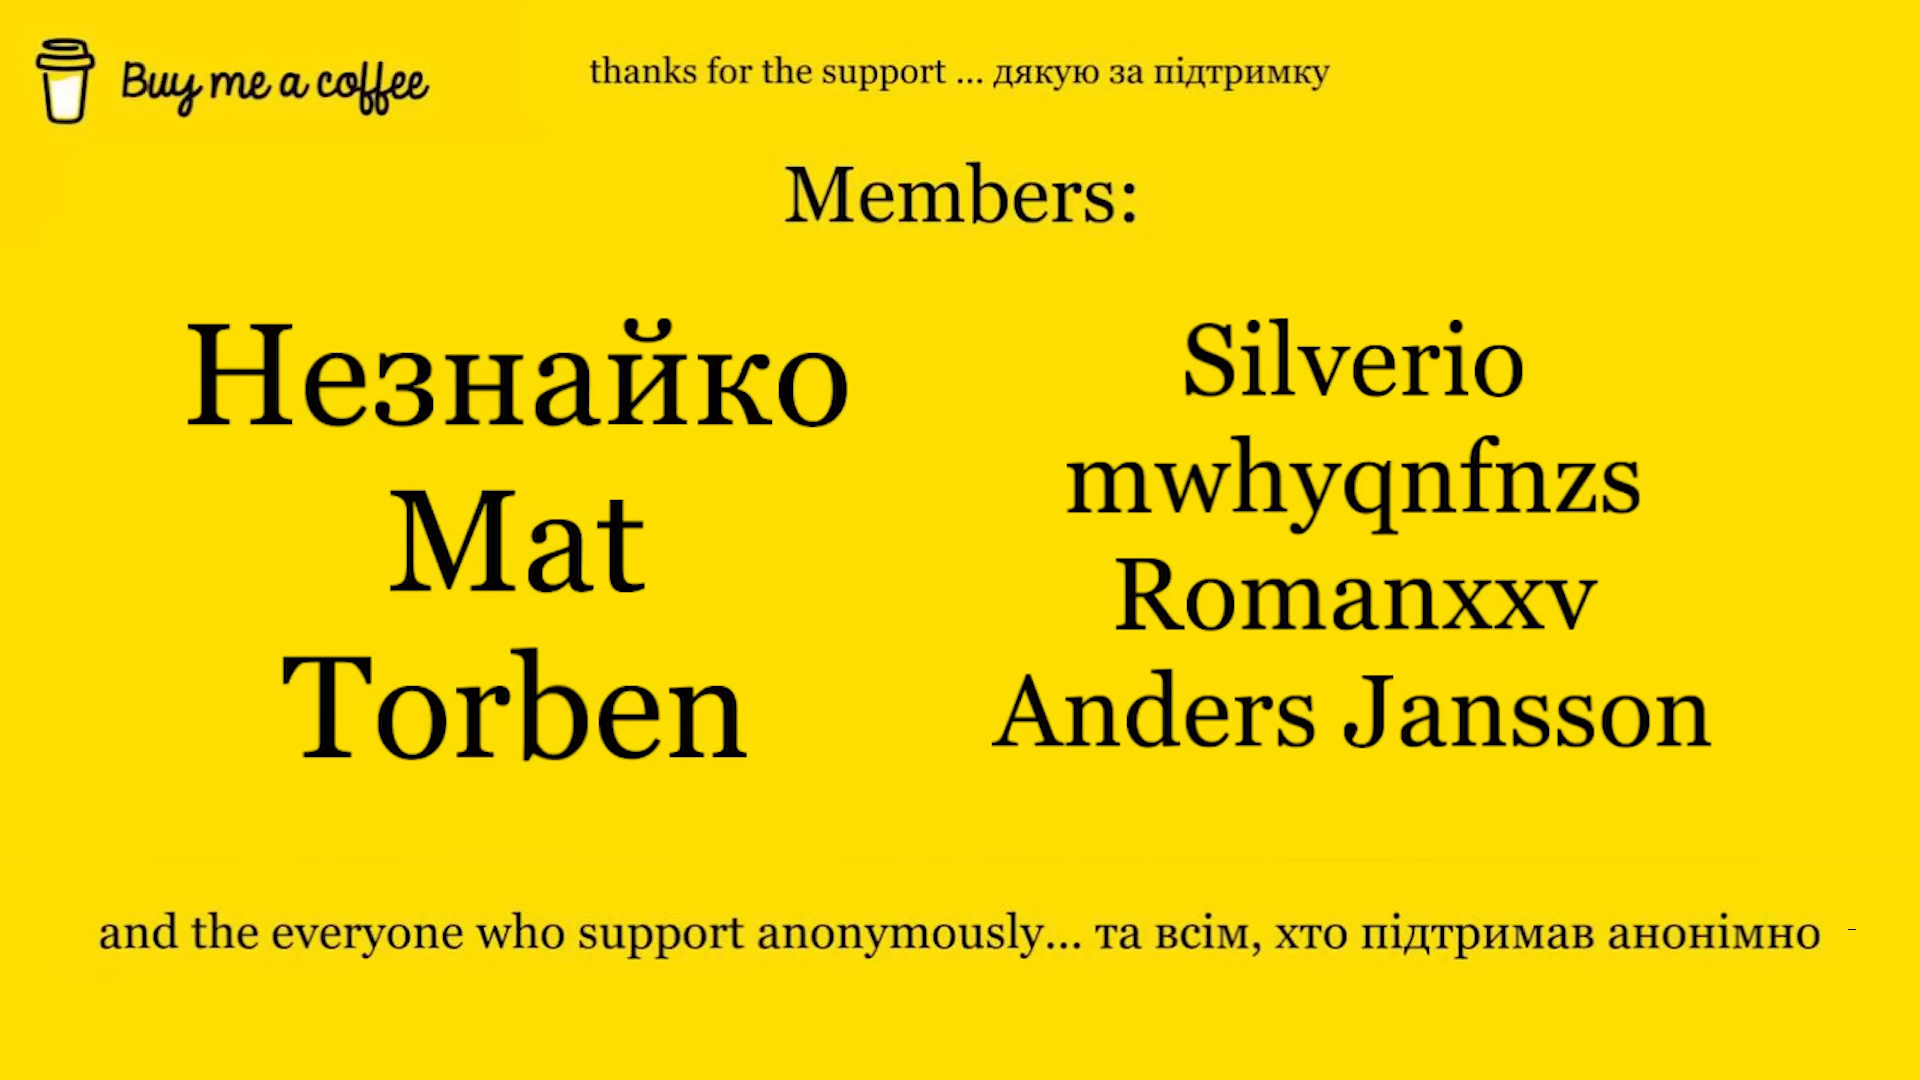 Buy me a coffee
thanks for the support ... дякую за підтримку
Members:
Незнайко
Mat
Torben
Silverio
mwhyqnfnzs
Romanxxv
Anders Jansson
and the everyone who support anonymously... та всім, хто підтримав анонімно